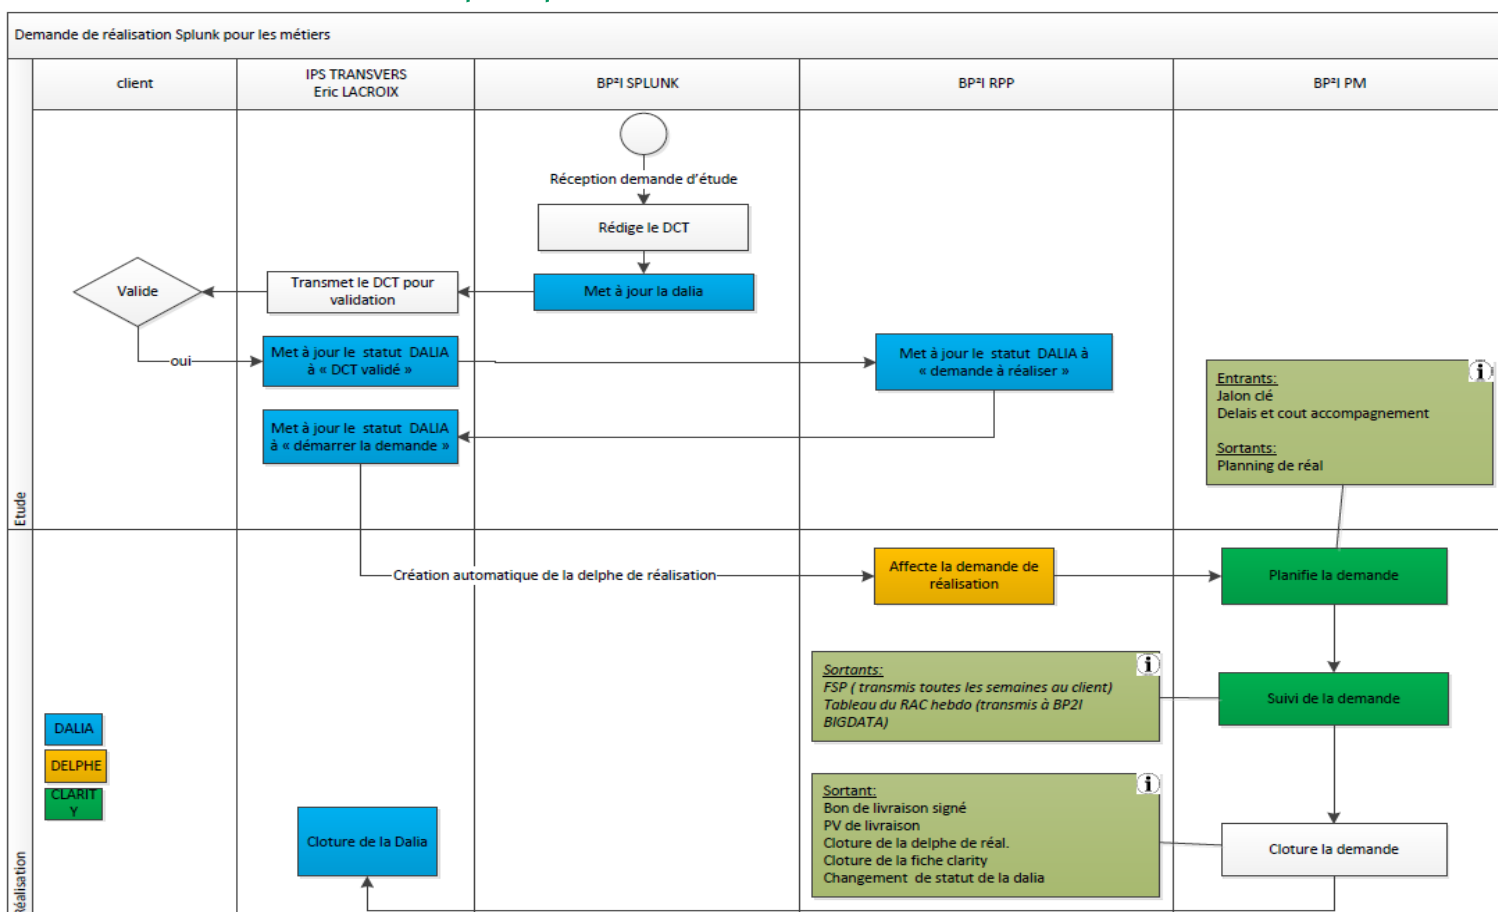 Demande de réalisation Splunk pour les métiers
client
IPS TRANSVERS
Eric LACROIX
BP²I SPLUNK
BP²I RPP
BP²I PM
Etude
Réception demande d'étude
Rédige le DCT
Met à jour la dalia
Transmet le DCT pour
validation
Valide
oui
Met à jour le statut DALIA
à « DCT validé »
Met à jour le statut DALIA à
« demande à réaliser »
Met à jour le statut DALIA
à « démarrer la demande »
Entrants:
Jalon clé
Delais et cout accompagnement
Sortants:
Planning de réal
Réalisation
Création automatique de la delphe de réalisation
Affecte la demande de
réalisation
Planifie la demande
Sortants:
FSP ( transmis toutes les semaines au client)
Tableau du RAC hebdo (transmis à BP2I
BIGDATA)
Suivi de la demande
DALIA
DELPHE
CLARIT
Y
Cloture de la Dalia
Sortant:
Bon de livraison signé
PV de livraison
Cloture de la delphe de réal.
Cloture de la fiche clarity
Changement de statut de la dalia
Cloture la demande